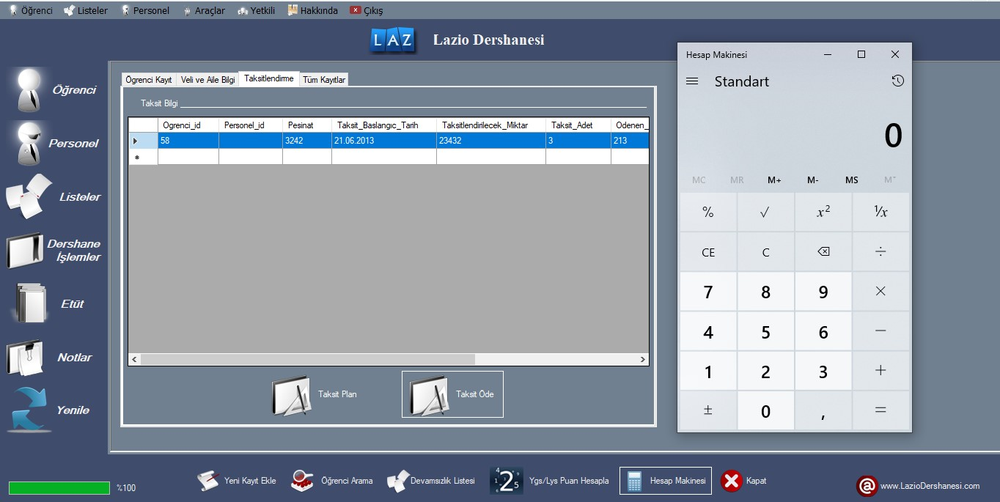 Öğrenci Listeler Personel Araçlar Yetkili Hakkında Çıkış
LAZ Lazio Dershanesi
Öğrenci
Personel
Listeler
Dershane
İşlemler
Etüt
Notlar
Yenile
Ögrenci Kayıt Veli ve Aile Bilgi Taksitlendirme Tüm Kayıtlar
Taksit Bilgi
Ogrenci_id Personel_id Pesinat Taksit_Baslangıc_Tarih Taksitlendirilecek_Miktar Taksit_Adet Odenen_
58 3242 21.06.2013 23432 3 213
Taksit Plan Taksit Öde
Hesap Makinesi
Standart
0
MC MR M+ M- MS M˅
% √ x² ¹/x
CE C ÷
7 8 9 ×
4 5 6 −
1 2 3 +
± 0 , =
%100 Yeni Kayıt Ekle Öğrenci Arama Devamsızlık Listesi 4 1 2 5 Ygs/Lys Puan Hesapla Hesap Makinesi Kapat @ www.LazioDershanesi.com